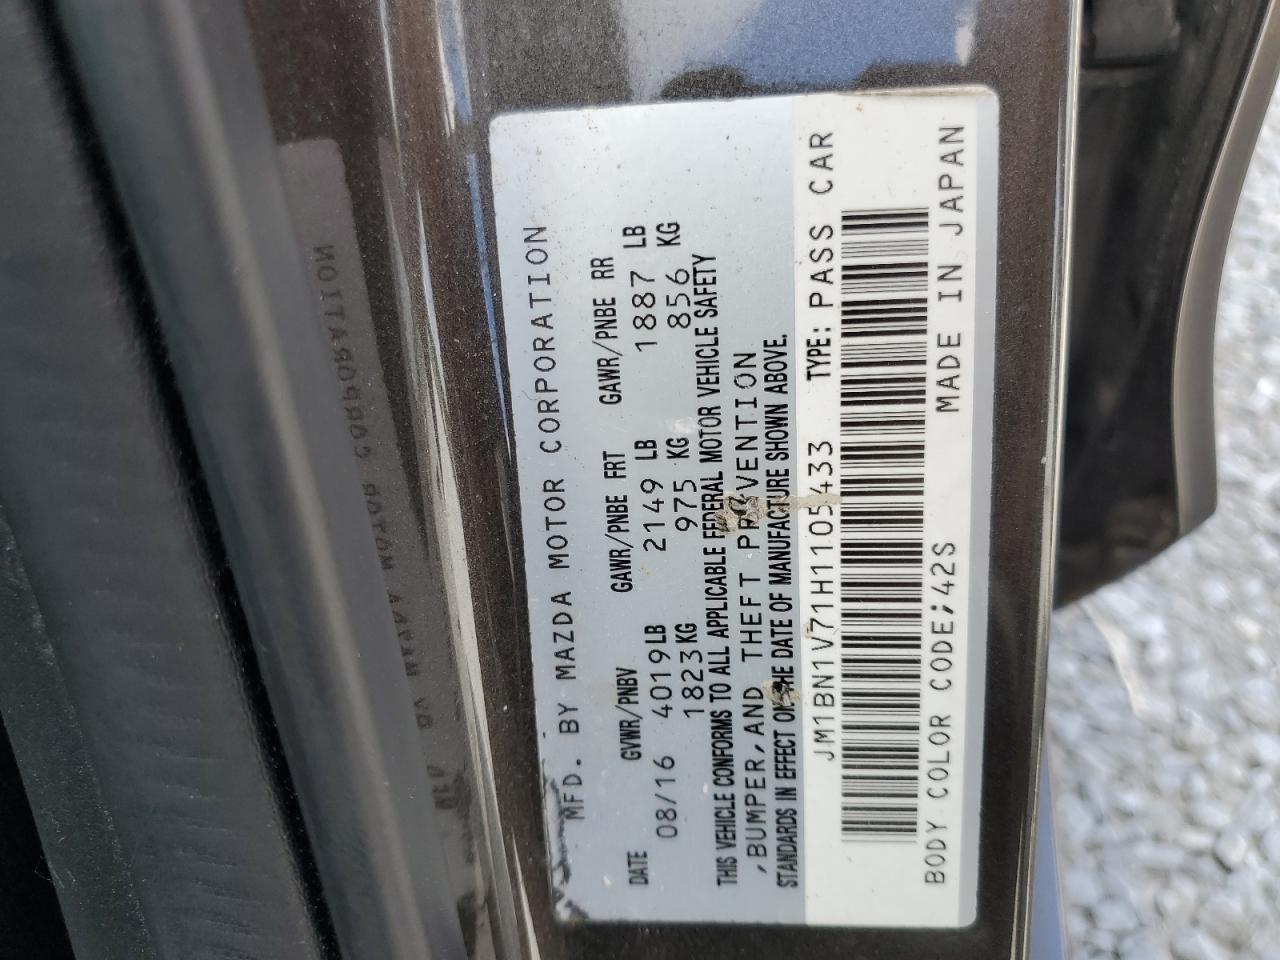 MFD. BY MAZDA MOTOR CORPORATION
DATE GVWR/PNBV GAWR/PNBE FRT GAWR/PNBE RR
08/16 4019LB 2149 LB 1887 LB
1823KG 975 KG 856 KG
THIS VEHICLE CONFORMS TO ALL APPLICABLE FEDERAL MOTOR VEHICLE SAFETY
,BUMPER,AND THEFT PREVENTION
STANDARDS IN EFFECT ON THE DATE OF MANUFACTURE SHOWN ABOVE.
JM1BN1V71H1105433 TYPE: PASS CAR
BODY COLOR CODE;42S MADE IN JAPAN